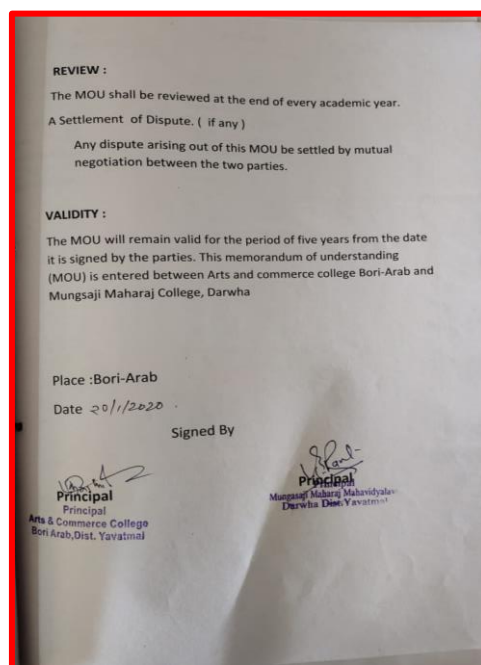 REVIEW :
The MOU shall be reviewed at the end of every academic year.
A Settlement of Dispute. ( if any )
Any dispute arising out of this MOU be settled by mutual
negotiation between the two parties.
VALIDITY :
The MOU will remain valid for the period of five years from the date
it is signed by the parties. This memorandum of understanding
(MOU) is entered between Arts and commerce college Bori-Arab and
Mungsaji Maharaj College, Darwha
Place :Bori-Arab
Date 20/1/2020 .
Signed By
Principal
Principal
Arts & Commerce College
Bori Arab,Dist. Yavatmal
Principal
Principal
Mungasaji Maharaj Mahavidyalay
Darwha Dist. Yavatmal